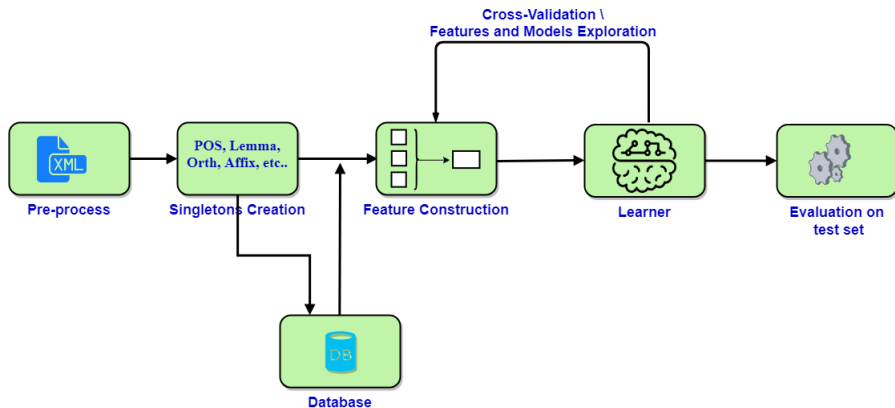 Cross-Validation \
Features and Models Exploration
XML
POS, Lemma,
Orth, Affix, etc..
Pre-process
Singletons Creation
Feature Construction
Learner
Evaluation on
test set
DB
Database